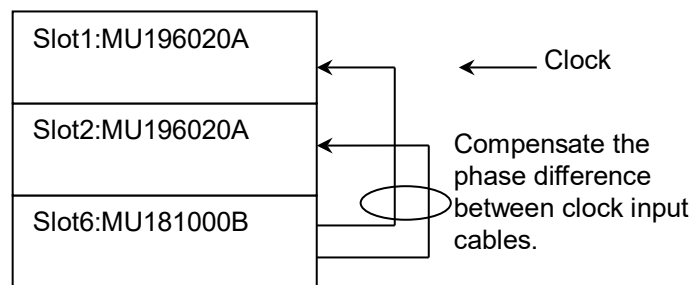 Slot1:MU196020A
Clock
Slot2:MU196020A
Compensate the
phase difference
between clock input
cables.
Slot6:MU181000B